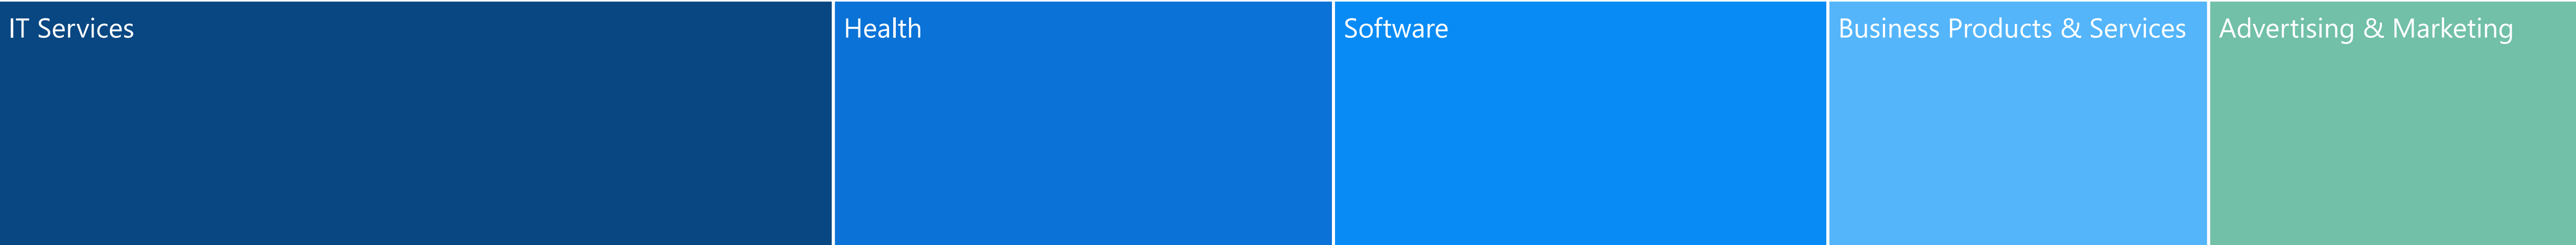 IT Services
Health
Software
Business Products & Services
Advertising & Marketing